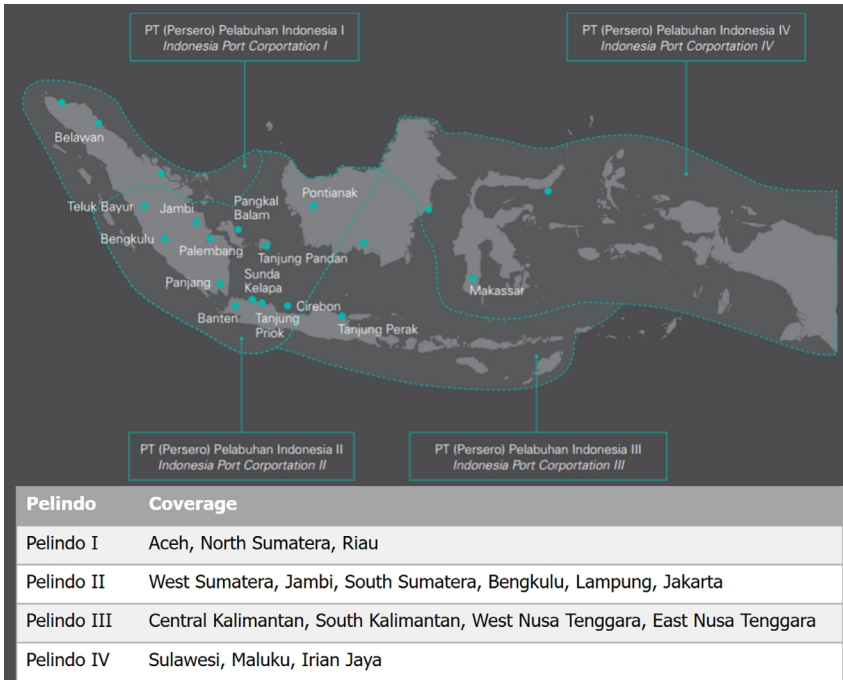 PT (Persero) Pelabuhan Indonesia I
Indonesia Port Corportation I
PT (Persero) Pelabuhan Indonesia IV
Indonesia Port Corportation IV
Belawan
Teluk Bayur
Jambi
Pangkal
Balam
Pontianak
Bengkulu
Palembang
Tanjung Pandan
Panjang
Sunda
Kelapa
Makassar
Banten
Tanjung
Priok
Cirebon
Tanjung Perak
PT (Persero) Pelabuhan Indonesia II
Indonesia Port Corportation II
PT (Persero) Pelabuhan Indonesia III
Indonesia Port Corportation III
Pelindo Coverage
Pelindo I Aceh, North Sumatera, Riau
Pelindo II West Sumatera, Jambi, South Sumatera, Bengkulu, Lampung, Jakarta
Pelindo III Central Kalimantan, South Kalimantan, West Nusa Tenggara, East Nusa Tenggara
Pelindo IV Sulawesi, Maluku, Irian Jaya